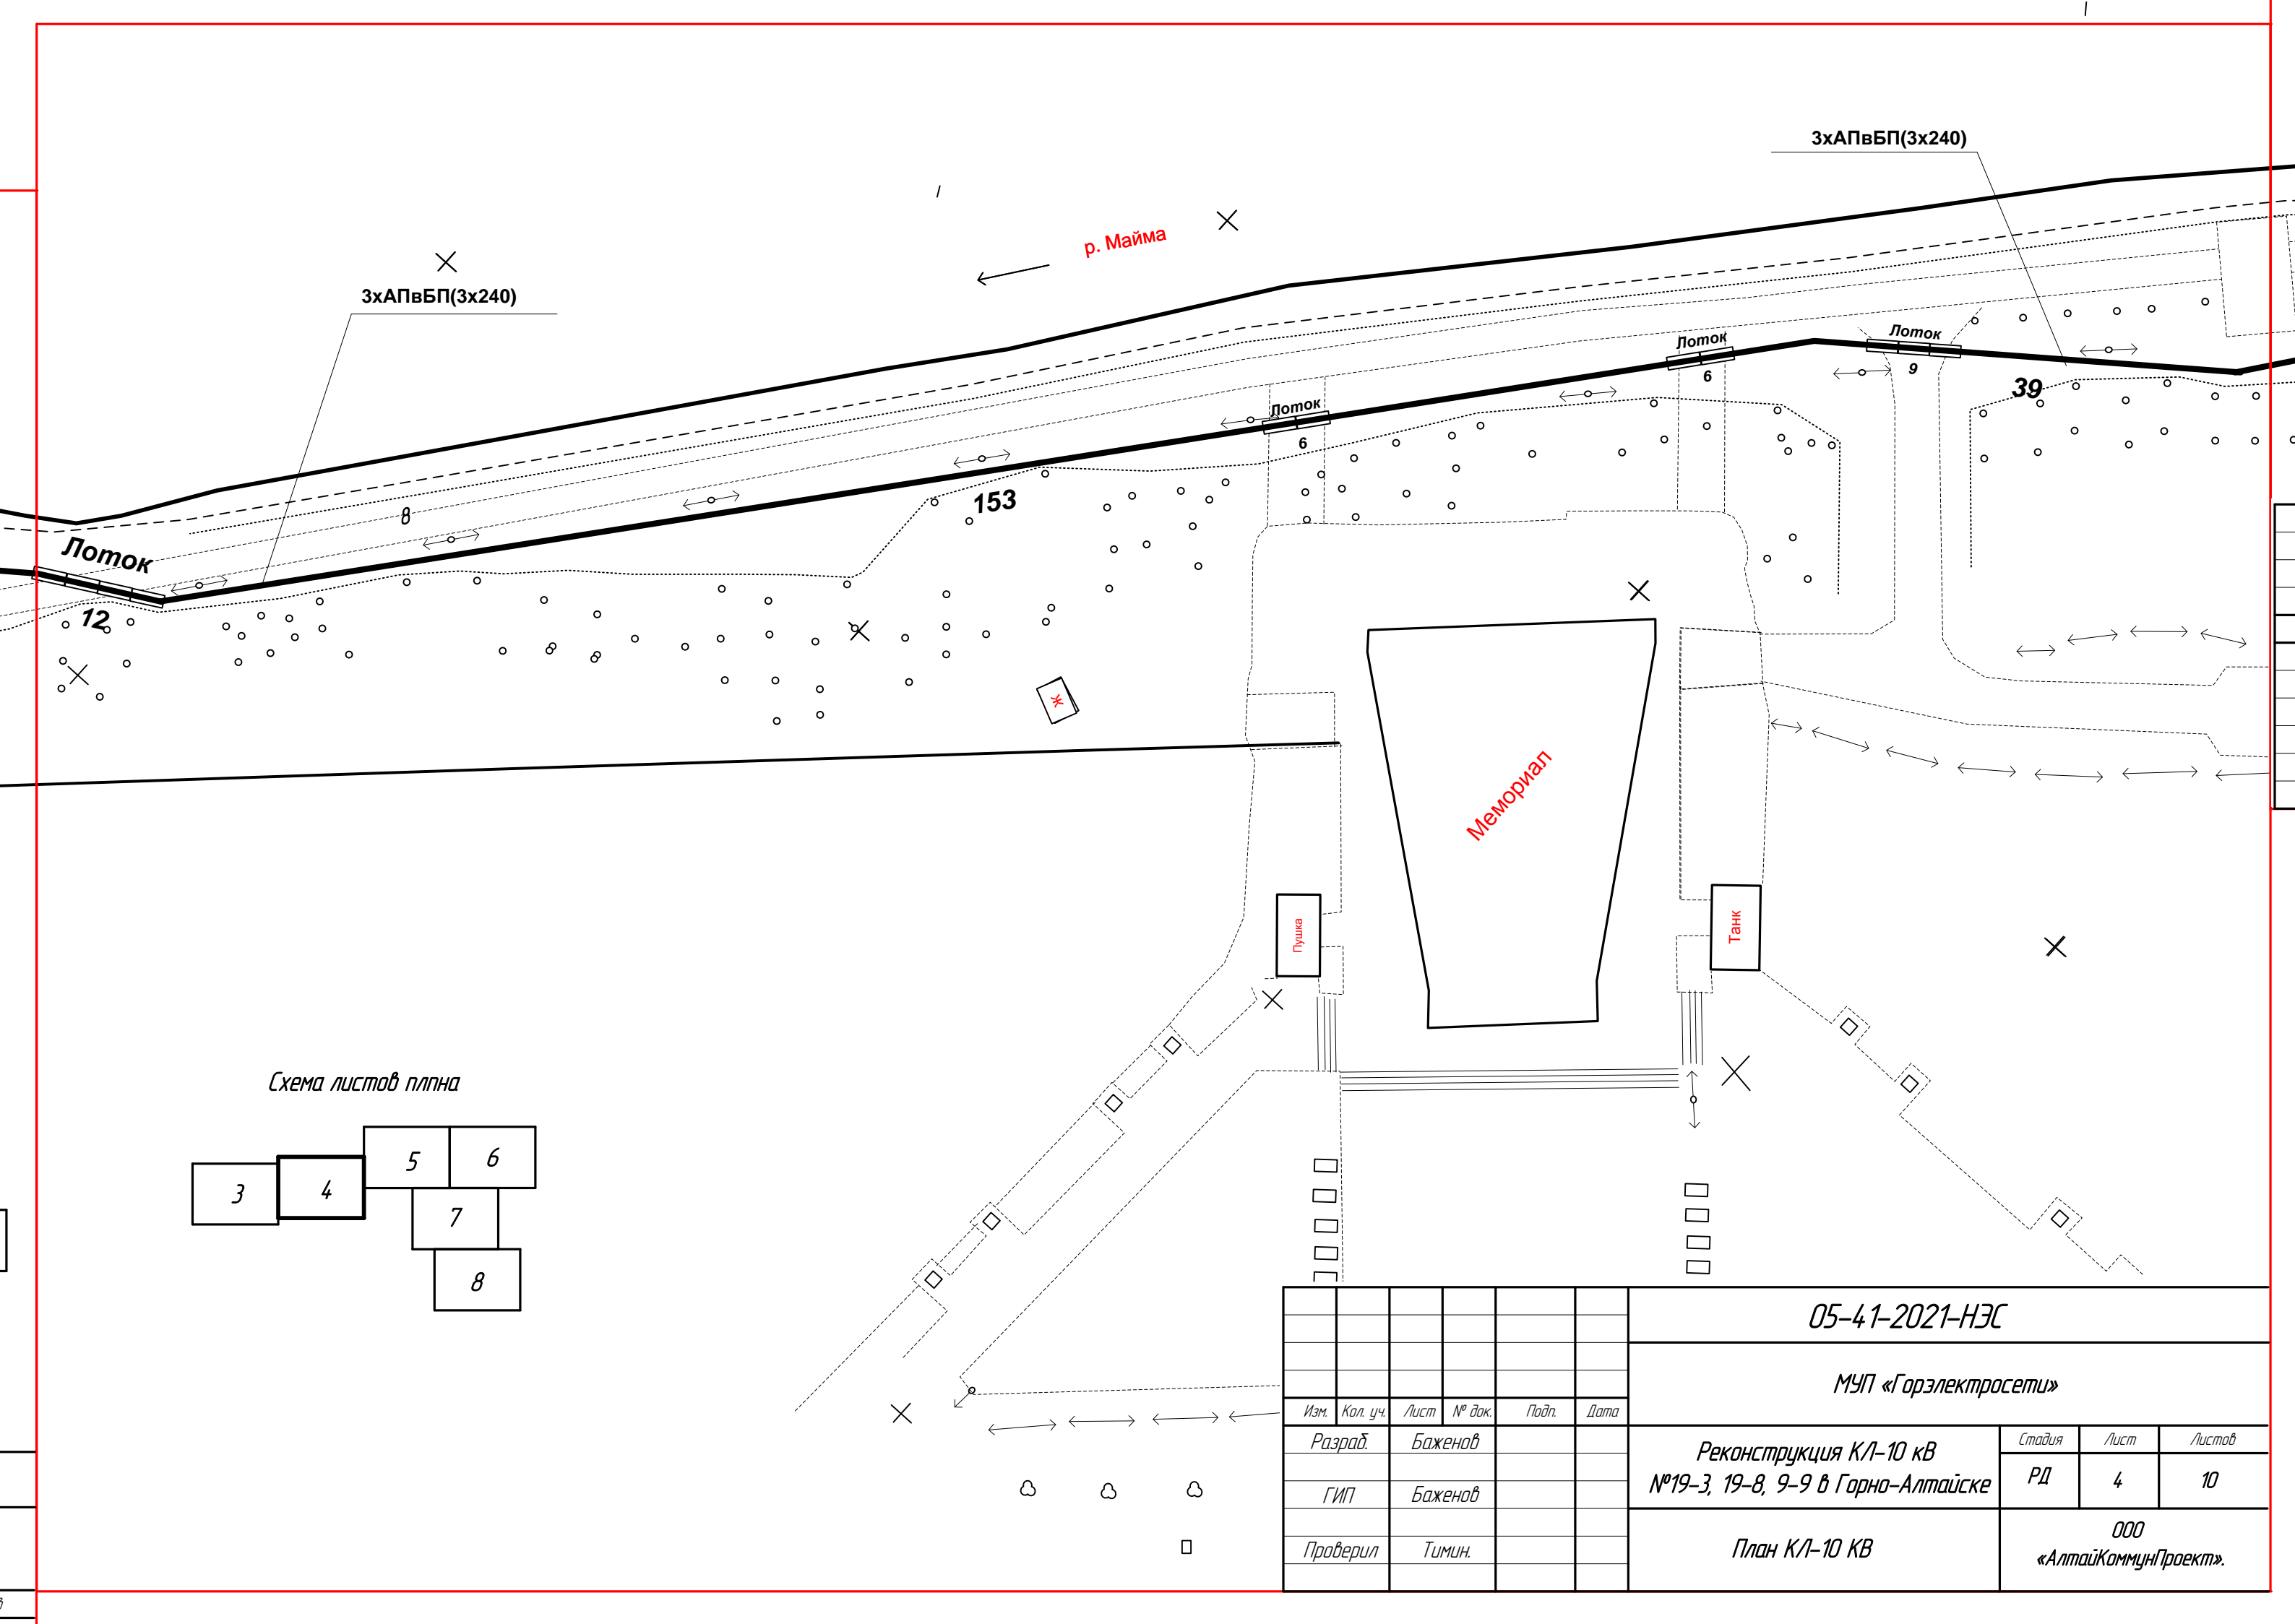 3хАПвБП(3х240)
р. Майма
3хАПвБП(3х240)
Лоток
9
Лоток
6
39
Лоток
6
153
8
Лоток
12
Ж
Мемориал
Пушка
Танк
Схема листов плпна
3
4
5
6
7
8
05-41-2021-НЭС
МУП «Горэлектросети»
Изм. Кол. уч. Лист № док. Подп. Дата
Разраб. Баженов
ГИП Баженов
Проверил Тимин.
Реконструкция КЛ-10 кВ
№19-3, 19-8, 9-9 в Горно-Алтайске
Стадия Лист Листов
РД 4 10
План КЛ-10 КВ
ООО
«АлтайКоммунПроект».